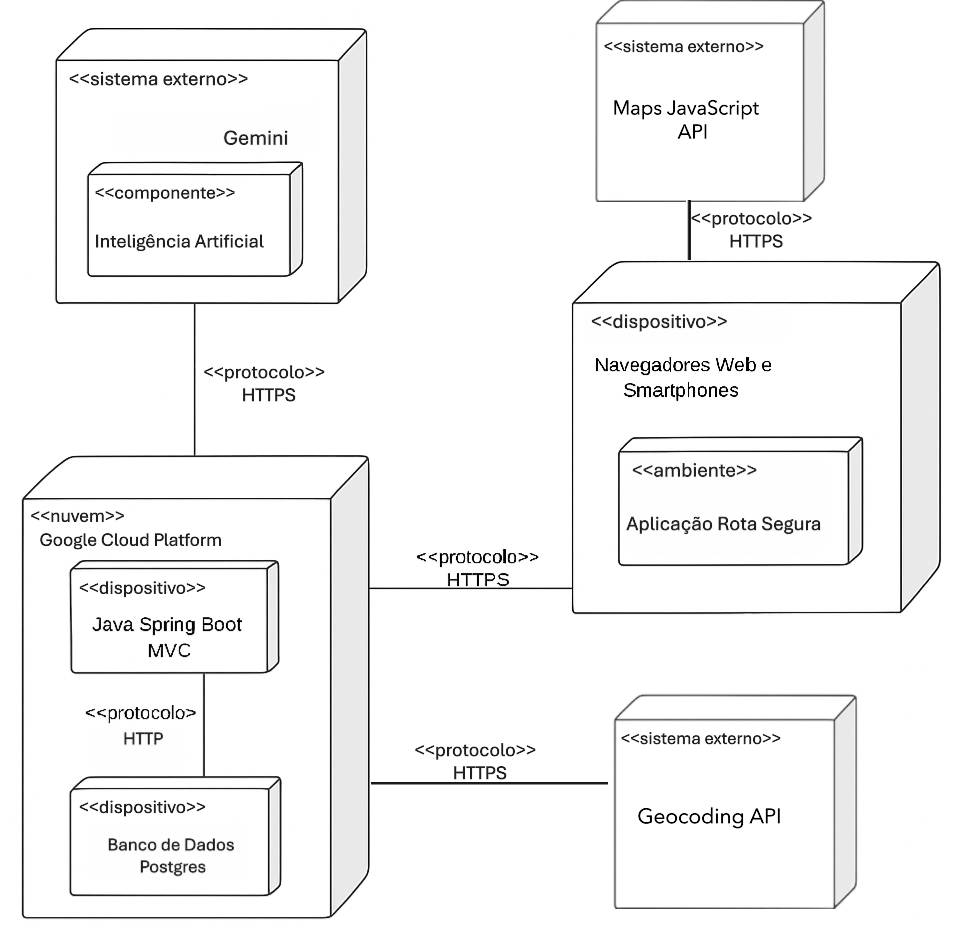 <<sistema externo>>
Gemini
<<componente>>
Inteligência Artificial
<<sistema externo>>
Maps JavaScript
API
<<protocolo>>
HTTPS
<<dispositivo>>
Navegadores Web e
Smartphones
<<ambiente>>
Aplicação Rota Segura
<<protocolo>>
HTTPS
<<nuvem>>
Google Cloud Platform
<<dispositivo>>
Java Spring Boot
MVC
<<protocolo>
HTTP
<<dispositivo>>
Banco de Dados
Postgres
<<protocolo>>
HTTPS
<<protocolo>>
HTTPS
<<sistema externo>>
Geocoding API